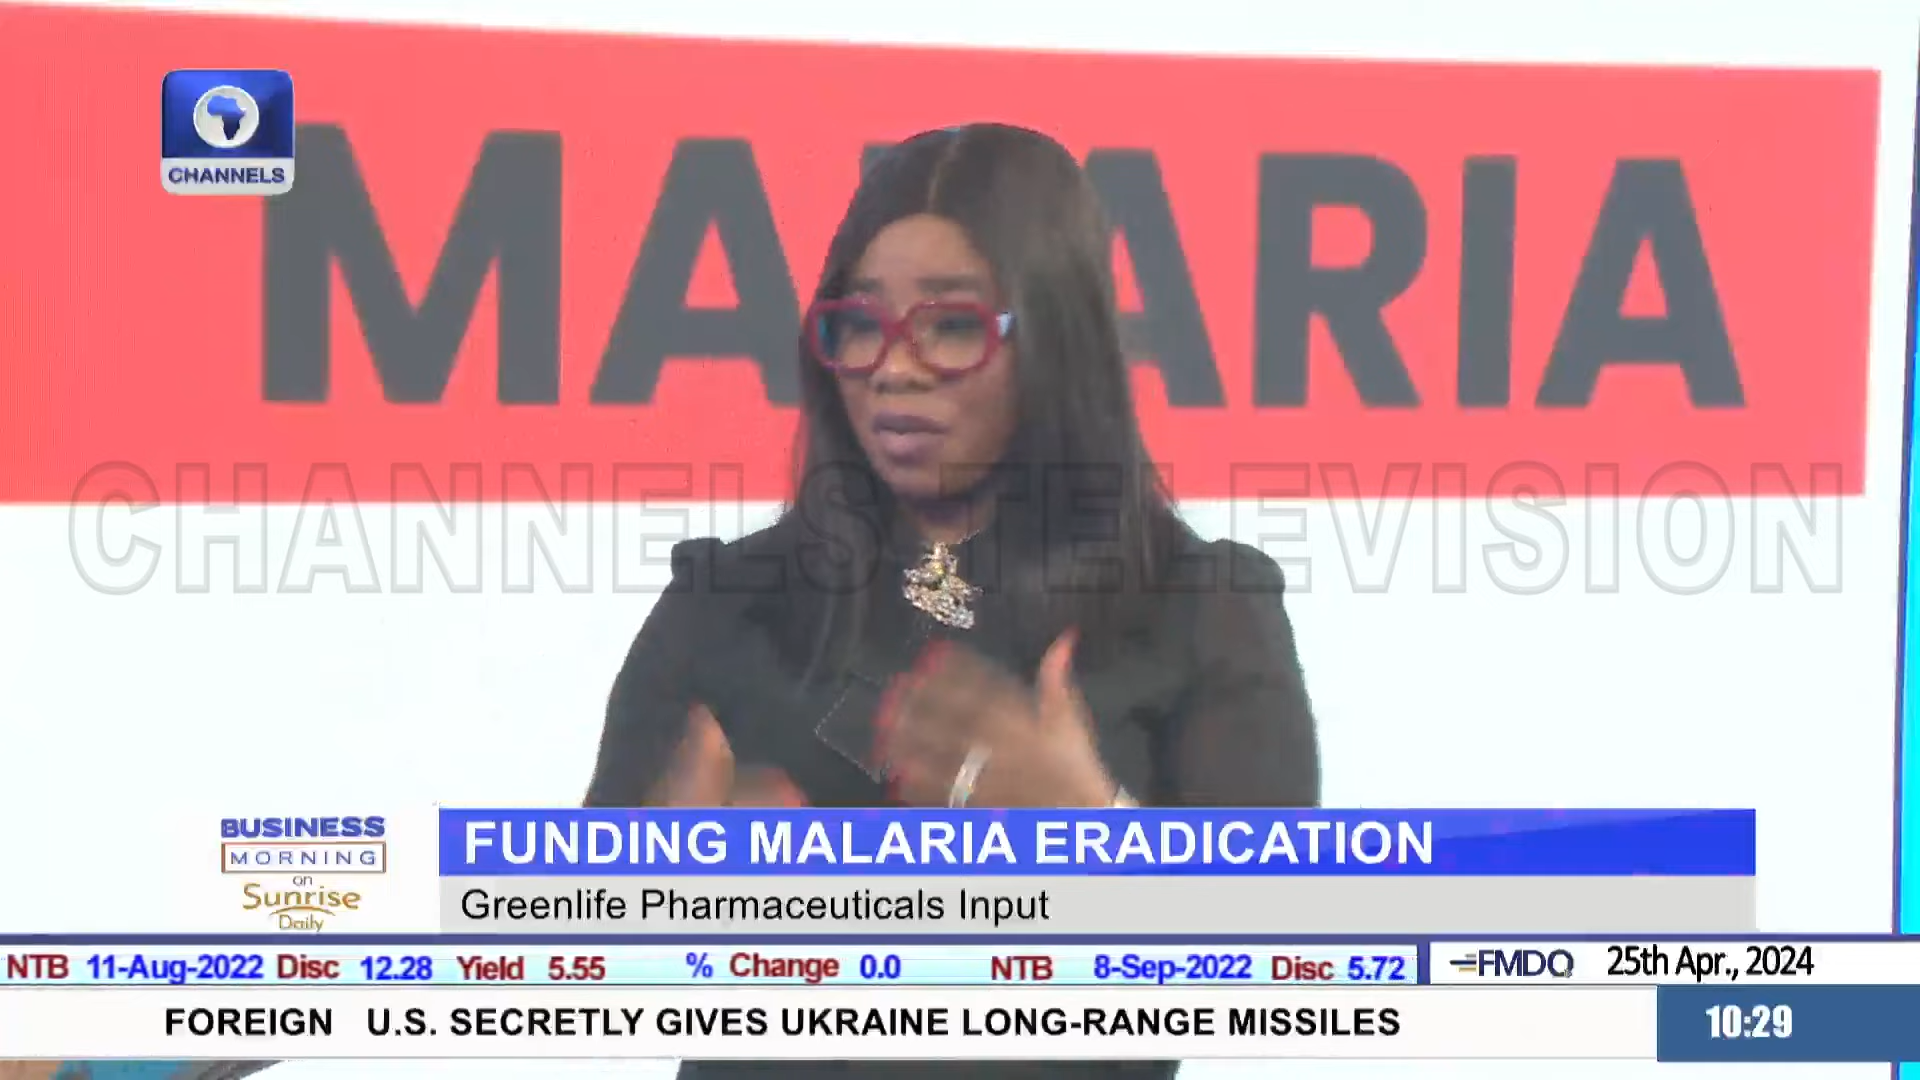 CHANNELS
MALARIA
CHANNELS TELEVISION
BUSINESS
MORNING
on
Sunrise
Daily
FUNDING MALARIA ERADICATION
Greenlife Pharmaceuticals Input
NTB 11-Aug-2022 Disc 12.28 Yield 5.55 % Change 0.0 NTB 8-Sep-2022 Disc 5.72
FMDQ 25th Apr., 2024
FOREIGN U.S. SECRETLY GIVES UKRAINE LONG-RANGE MISSILES
10:29